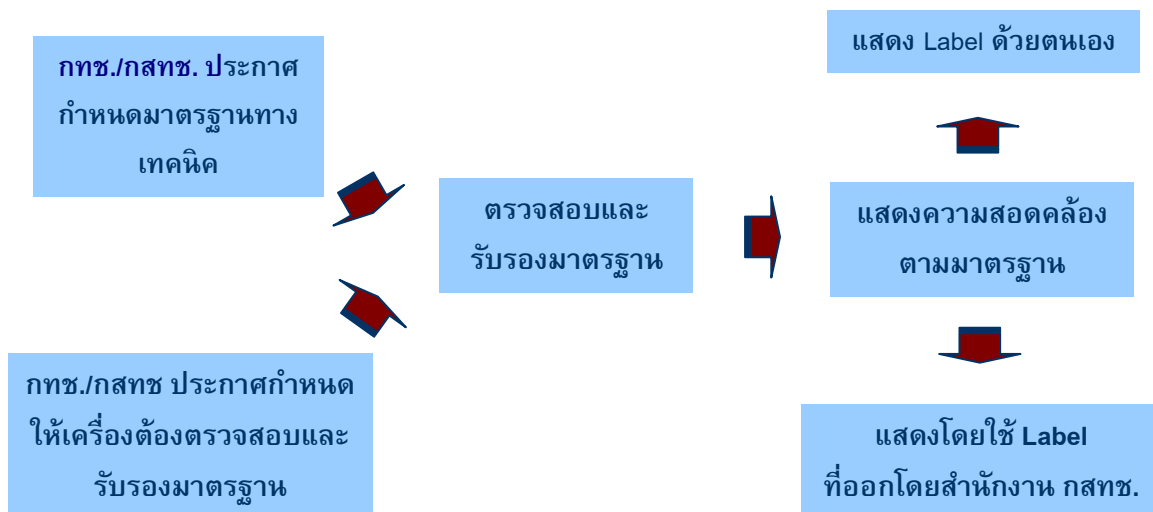 กทช./กสทช. ประกาศ
กำหนดมาตรฐานทาง
เทคนิค
กทช./กสทช ประกาศกำหนด
ให้เครื่องต้องตรวจสอบและ
รับรองมาตรฐาน
ตรวจสอบและ
รับรองมาตรฐาน
แสดง Label ด้วยตนเอง
แสดงความสอดคล้อง
ตามมาตรฐาน
แสดงโดยใช้ Label
ที่ออกโดยสำนักงาน กสทช.